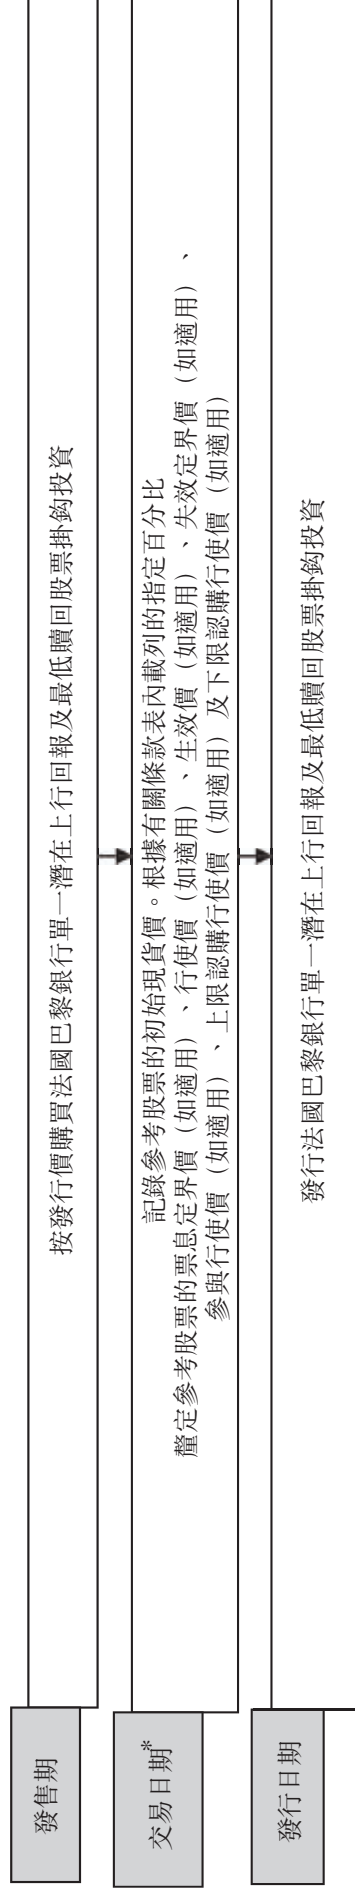 發售期
按發行價購買法國巴黎銀行單一潛在上行回報及最低贖回股票掛鈎投資
交易日期*
記錄參考股票的初始現貨價。根據有關條款表內載列的指定百分比
釐定參考股票的票息定界價（如適用）、行使價（如適用）、生效價（如適用）、失效定界價（如適用）、
參與行使價（如適用）、上限認購行使價（如適用）及下限認購行使價（如適用）
發行日期
發行法國巴黎銀行單一潛在上行回報及最低贖回股票掛鈎投資